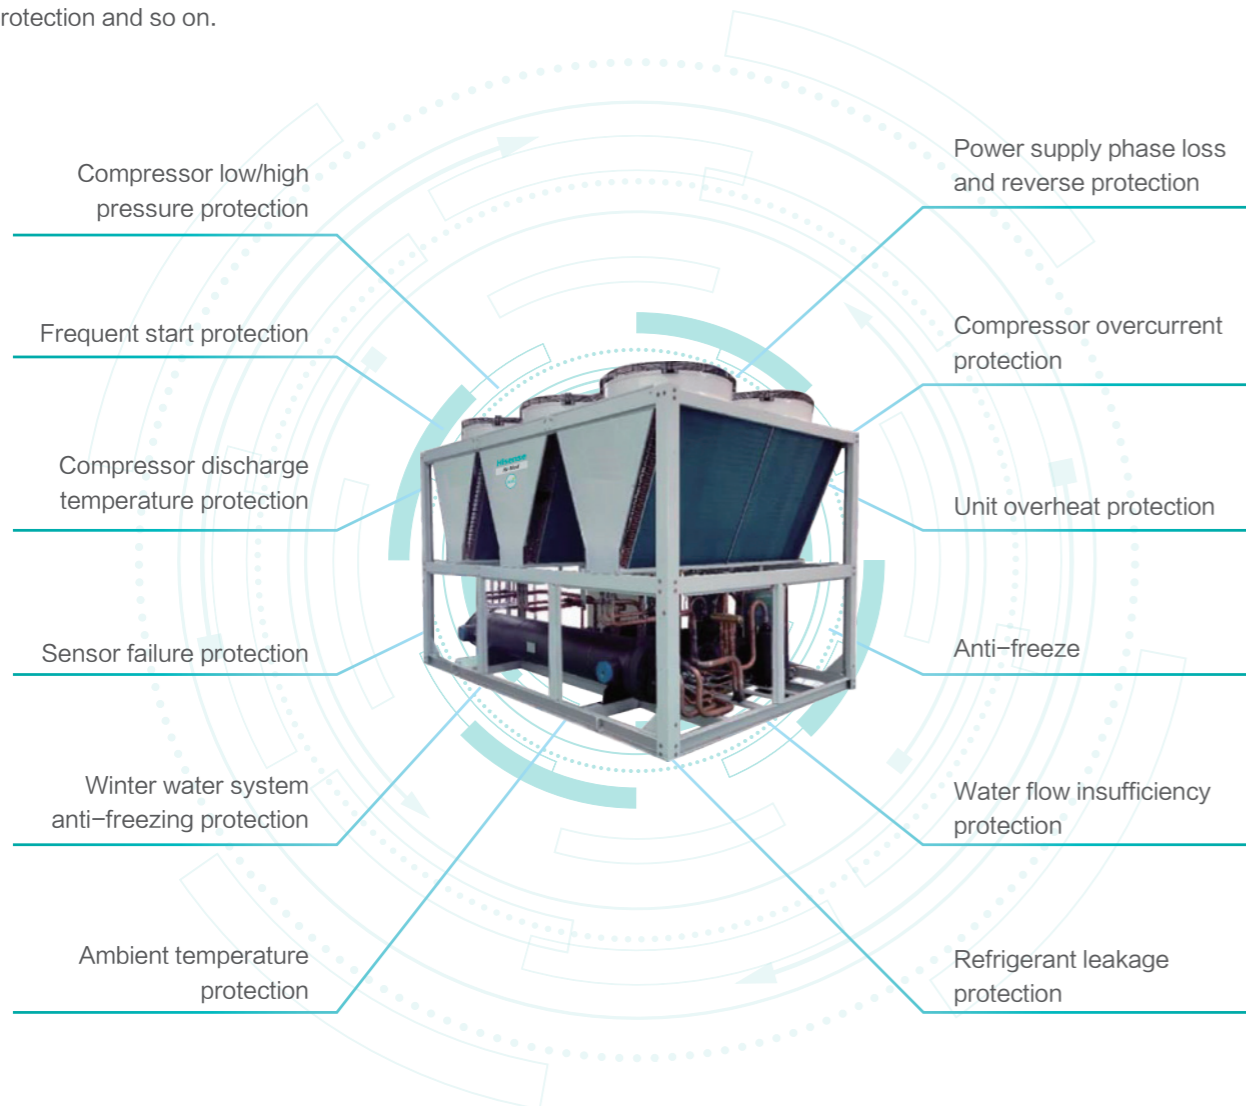 rotection and so on.
Compressor low/high
pressure protection
Frequent start protection
Compressor discharge
temperature protection
Sensor failure protection
Winter water system
anti-freezing protection
Ambient temperature
protection
Power supply phase loss
and reverse protection
Compressor overcurrent
protection
Unit overheat protection
Anti-freeze
Water flow insufficiency
protection
Refrigerant leakage
protection
Hisense